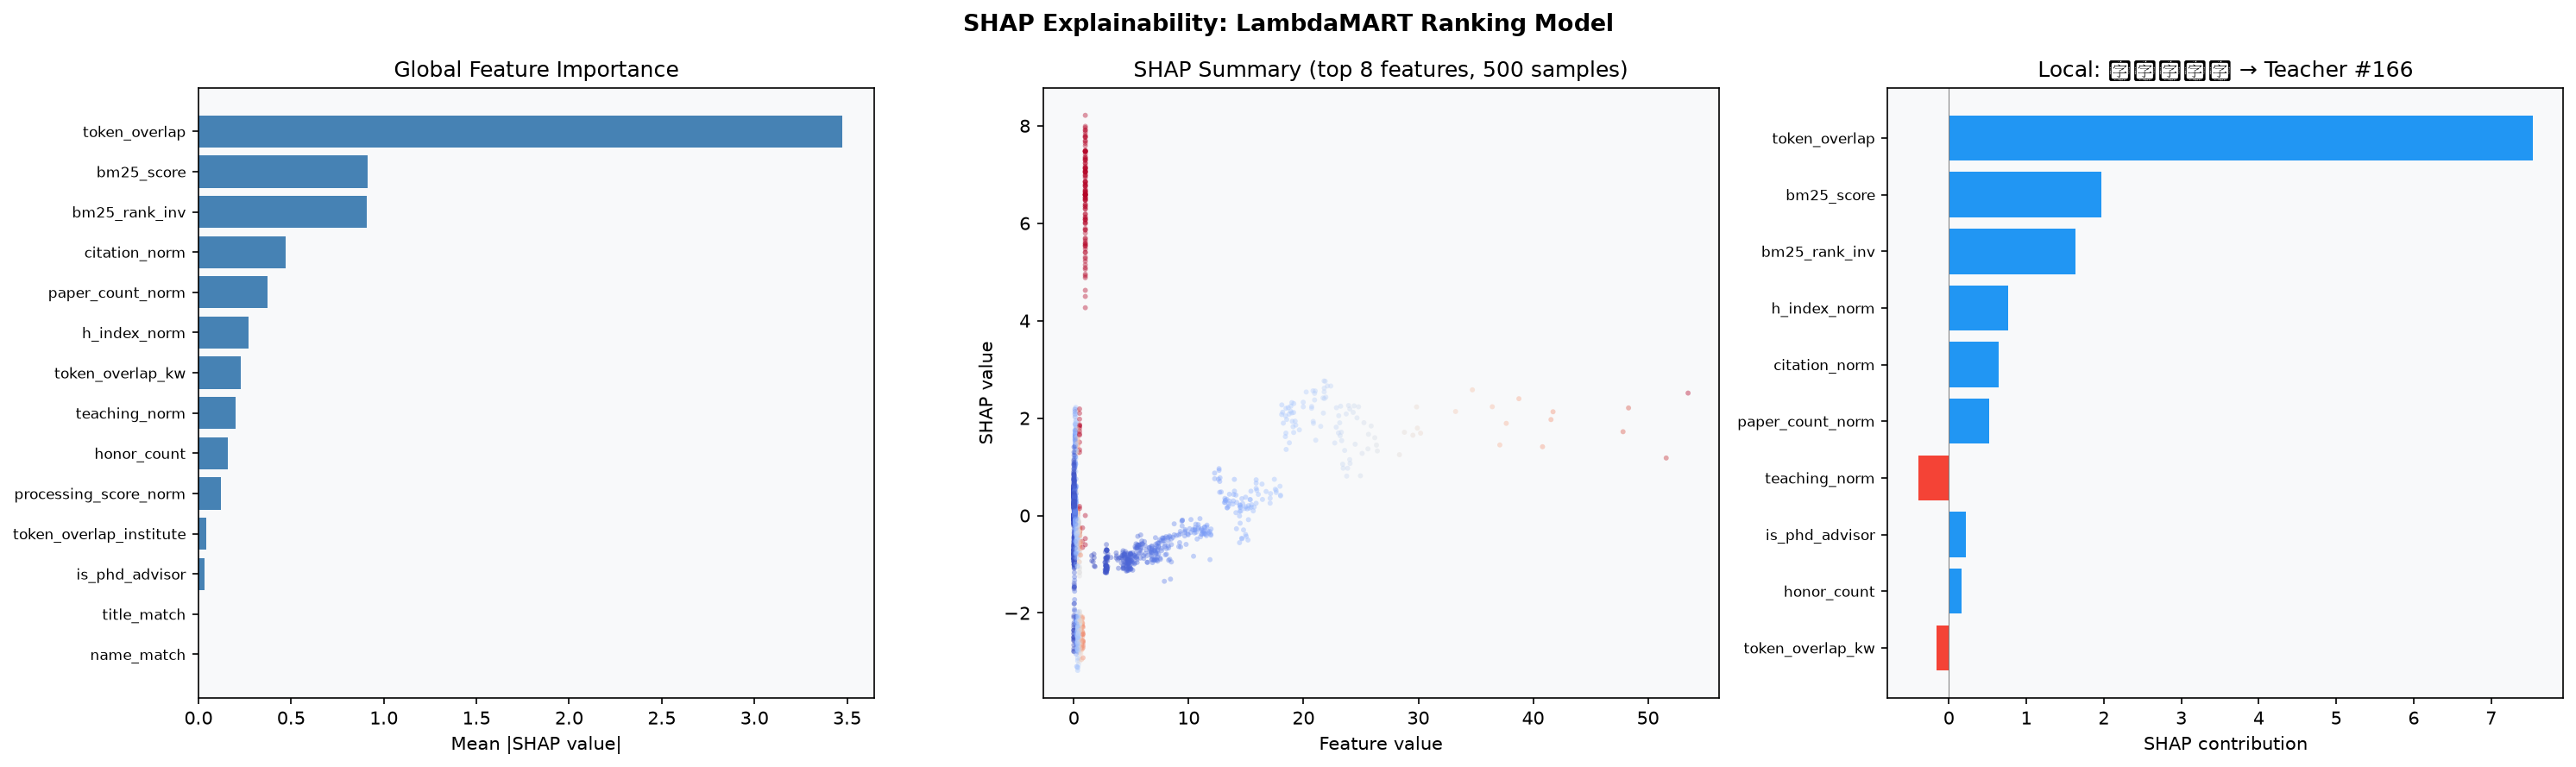 SHAP Explainability: LambdaMART Ranking Model
Global Feature Importance
token_overlap
bm25_score
bm25_rank_inv
citation_norm
paper_count_norm
h_index_norm
token_overlap_kw
teaching_norm
honor_count
processing_score_norm
token_overlap_institute
is_phd_advisor
title_match
name_match
0.0 0.5 1.0 1.5 2.0 2.5 3.0 3.5
Mean |SHAP value|
SHAP Summary (top 8 features, 500 samples)
SHAP value
8
6
4
2
0
−2
0 10 20 30 40 50
Feature value
Local: → Teacher #166
token_overlap
bm25_score
bm25_rank_inv
h_index_norm
citation_norm
paper_count_norm
teaching_norm
is_phd_advisor
honor_count
token_overlap_kw
0 1 2 3 4 5 6 7
SHAP contribution